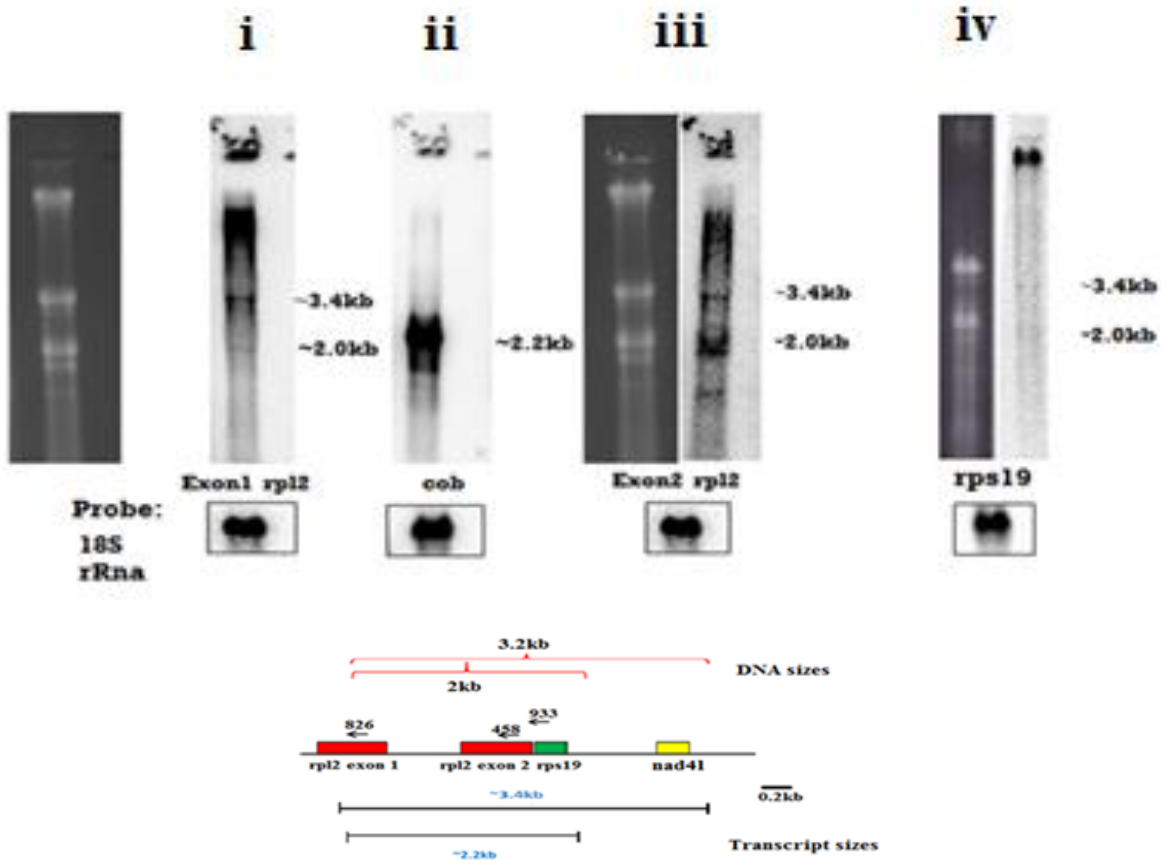 i ii iii iv
~3.4kb ~3.4kb ~3.4kb
~2.0kb ~2.2kb ~2.0kb ~2.0kb
Exon1 rpl2 cob Exon2 rpl2 rps19
Probe:
18S
rRna
3.2kb
DNA sizes
2kb
933
826 458
rpl2 exon 1 rpl2 exon 2 rps19 nad41
~3.4kb
0.2kb
Transcript sizes
~2.2kb